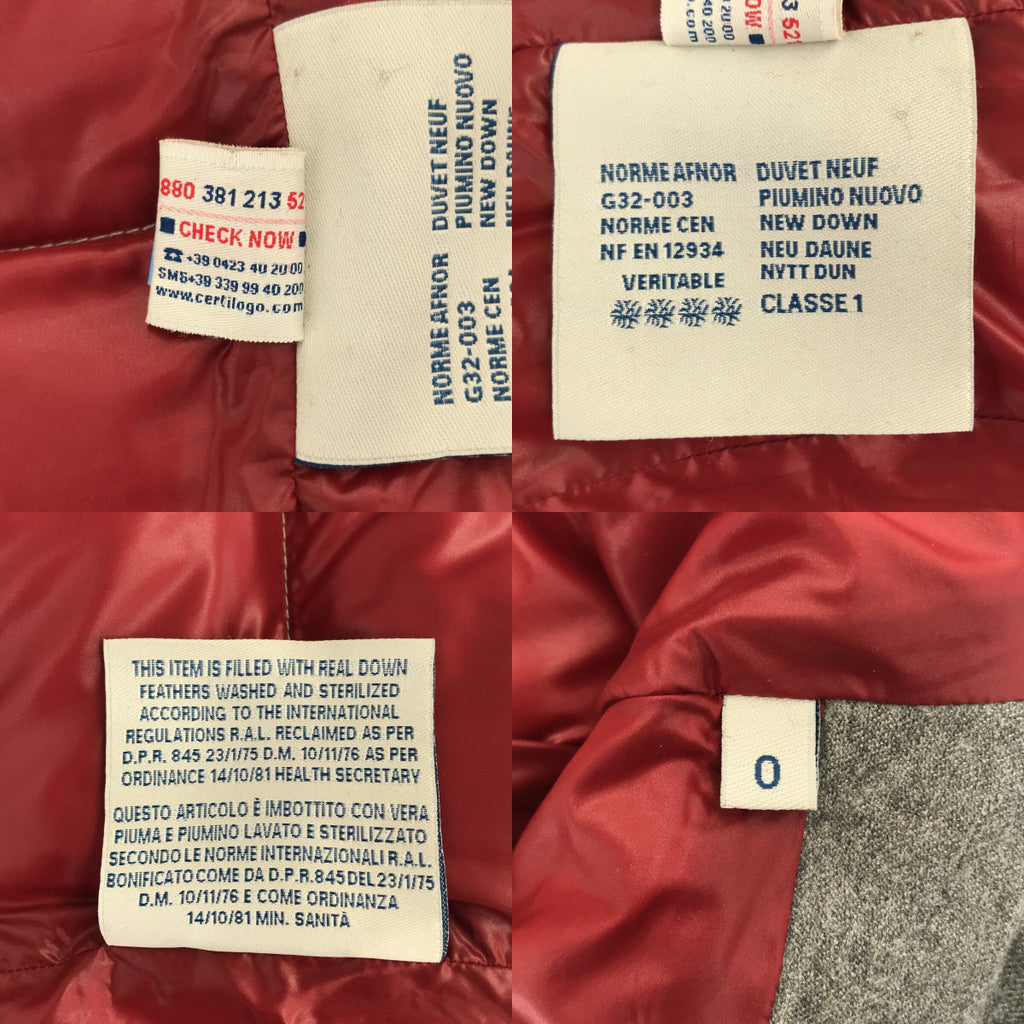 880 381 213 52
CHECK NOW
☎ +39 0423 40 20 00
SMS+39 339 99 40 200
www.certilogo.com
NORME AFNOR
G32-003
NORME CEN
DUVET NEUF
PIUMINO NUOVO
NEW DOWN
NORME AFNOR
G32-003
NORME CEN
NF EN 12934
VERITABLE
DUVET NEUF
PIUMINO NUOVO
NEW DOWN
NEU DAUNE
NYTT DUN
CLASSE 1
THIS ITEM IS FILLED WITH REAL DOWN
FEATHERS WASHED AND STERILIZED
ACCORDING TO THE INTERNATIONAL
REGULATIONS R.A.L. RECLAIMED AS PER
D.P.R. 845 23/1/75 D.M. 10/11/76 AS PER
ORDINANCE 14/10/81 HEALTH SECRETARY
QUESTO ARTICOLO È IMBOTTITO CON VERA
PIUMA E PIUMINO LAVATO E STERILIZZATO
SECONDO LE NORME INTERNAZIONALI R.A.L.
BONIFICATO COME DA D.P.R. 845 DEL 23/1/75
D.M. 10/11/76 E COME ORDINANZA
14/10/81 MIN. SANITÀ
0